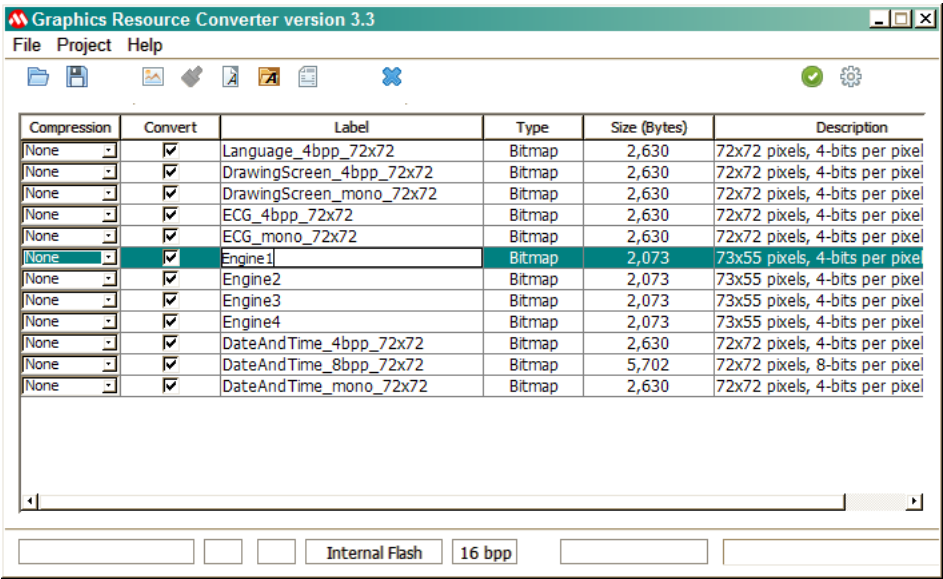 Graphics Resource Converter version 3.3
File Project Help
Compression Convert Label Type Size (Bytes) Description
None Language_4bpp_72x72 Bitmap 2,630 72x72 pixels, 4-bits per pixel
None DrawingScreen_4bpp_72x72 Bitmap 2,630 72x72 pixels, 4-bits per pixel
None DrawingScreen_mono_72x72 Bitmap 2,630 72x72 pixels, 4-bits per pixel
None ECG_4bpp_72x72 Bitmap 2,630 72x72 pixels, 4-bits per pixel
None ECG_mono_72x72 Bitmap 2,630 72x72 pixels, 4-bits per pixel
None Engine1 Bitmap 2,073 73x55 pixels, 4-bits per pixel
None Engine2 Bitmap 2,073 73x55 pixels, 4-bits per pixel
None Engine3 Bitmap 2,073 73x55 pixels, 4-bits per pixel
None Engine4 Bitmap 2,073 73x55 pixels, 4-bits per pixel
None DateAndTime_4bpp_72x72 Bitmap 2,630 72x72 pixels, 4-bits per pixel
None DateAndTime_8bpp_72x72 Bitmap 5,702 72x72 pixels, 8-bits per pixel
None DateAndTime_mono_72x72 Bitmap 2,630 72x72 pixels, 4-bits per pixel
Internal Flash 16 bpp